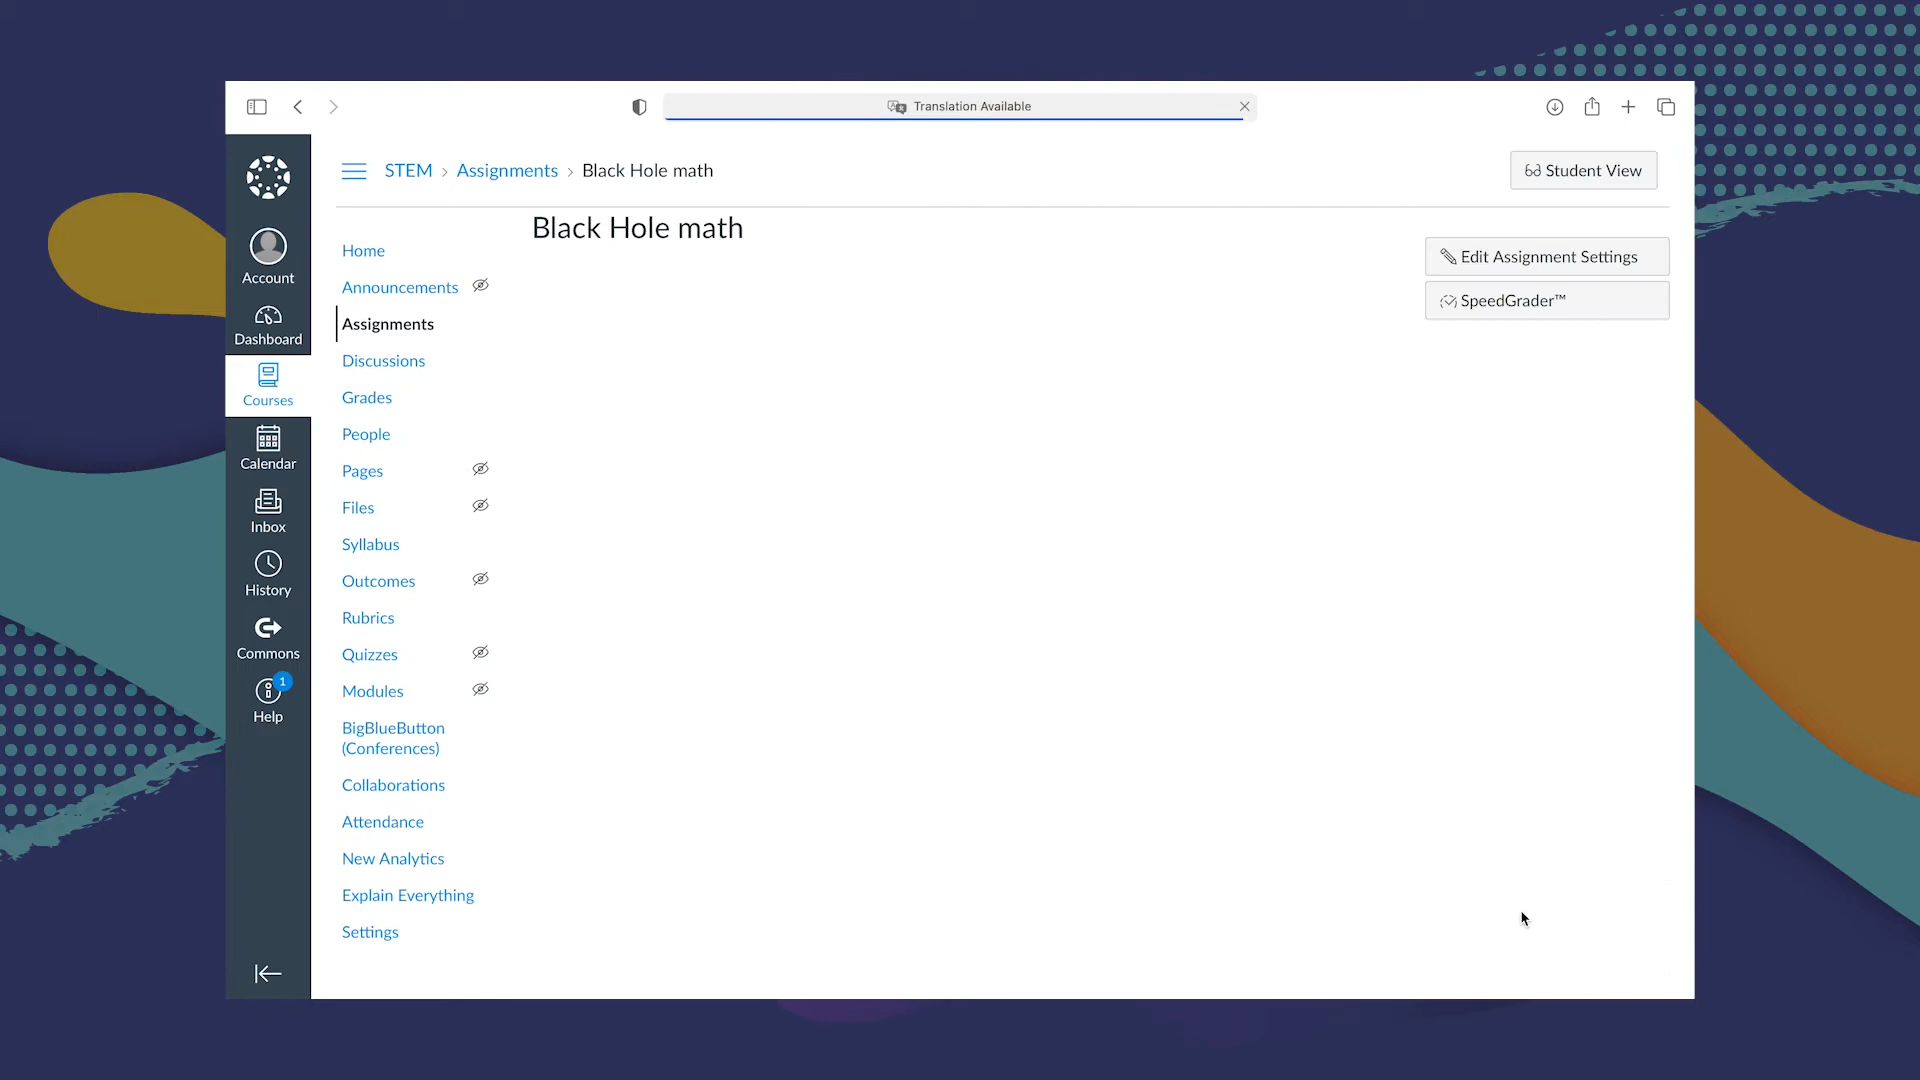 Translation Available
STEM > Assignments > Black Hole math
Student View
Black Hole math
Edit Assignment Settings
SpeedGrader™
Account
Dashboard
Courses
Calendar
Inbox
History
Commons
1
Help
Home
Announcements
Assignments
Discussions
Grades
People
Pages
Files
Syllabus
Outcomes
Rubrics
Quizzes
Modules
BigBlueButton
(Conferences)
Collaborations
Attendance
New Analytics
Explain Everything
Settings